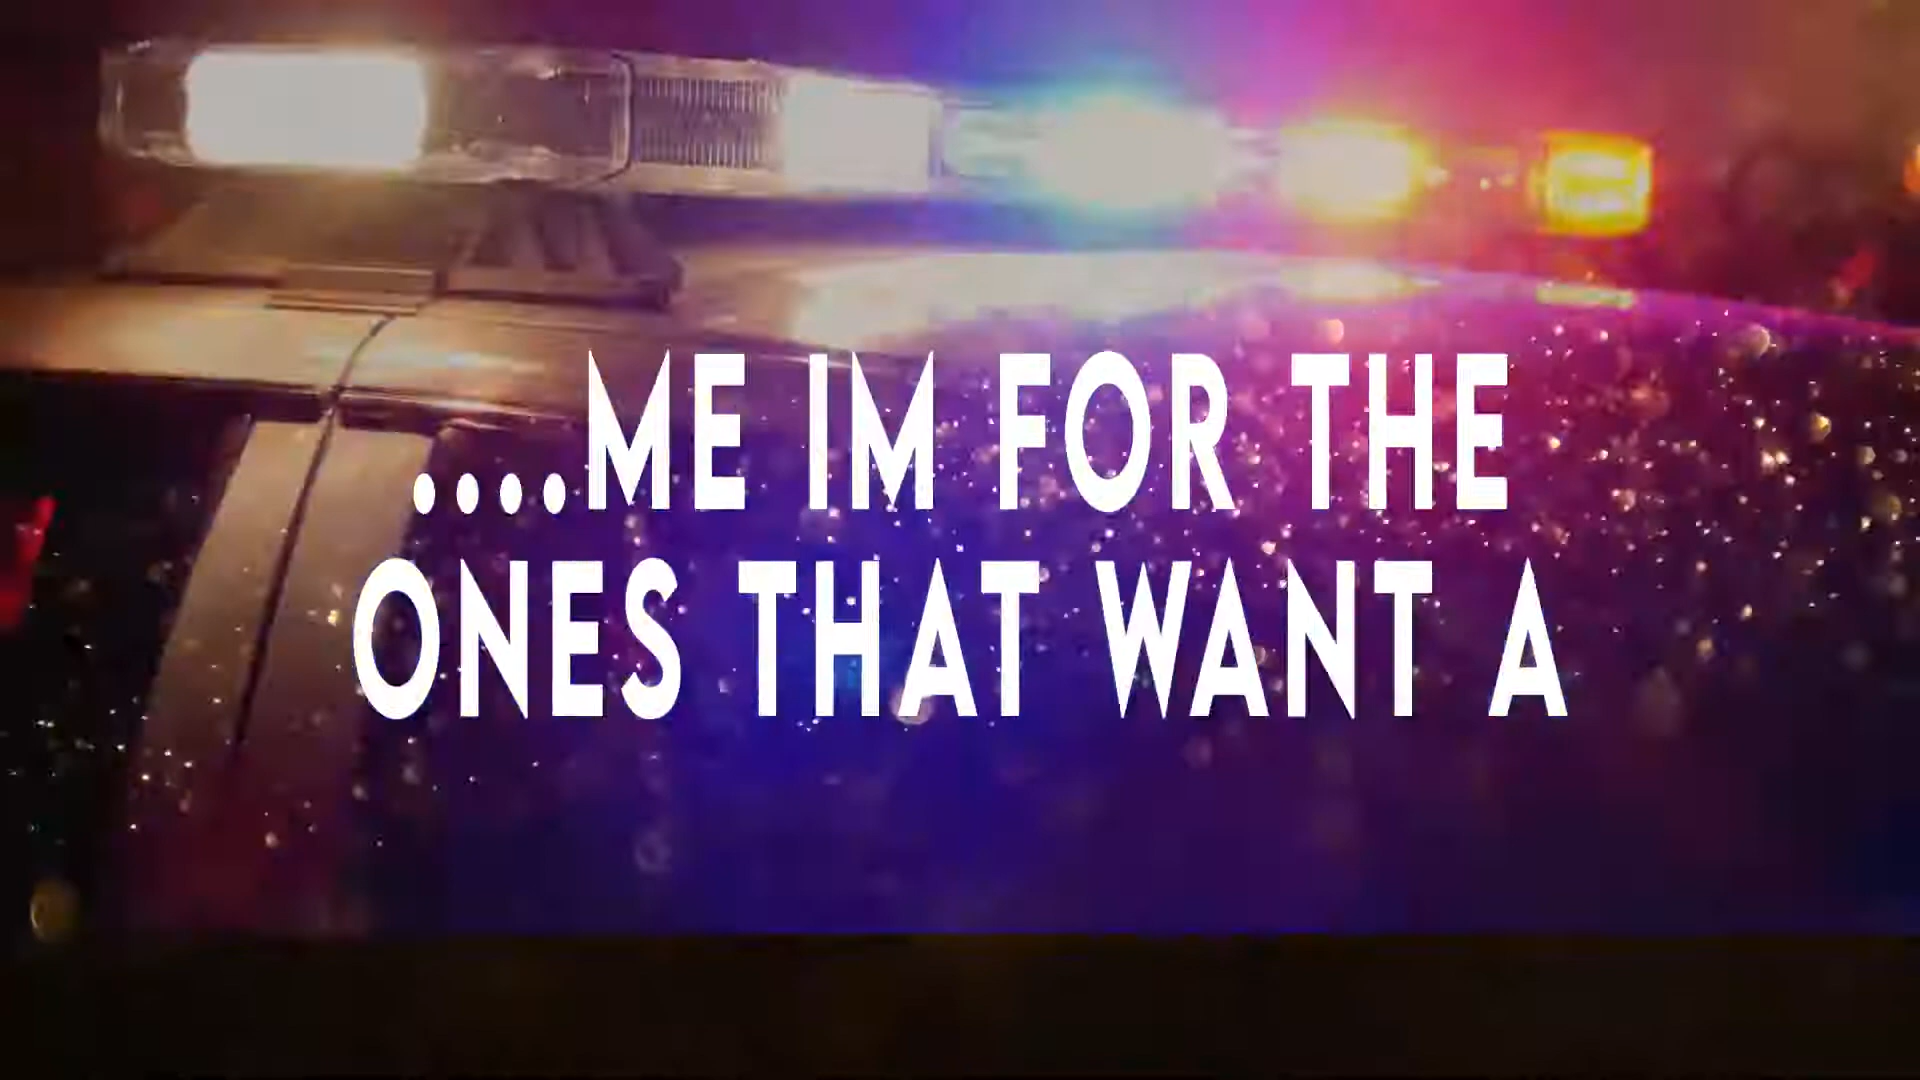 ....ME IM FOR THE
ONES THAT WANT A